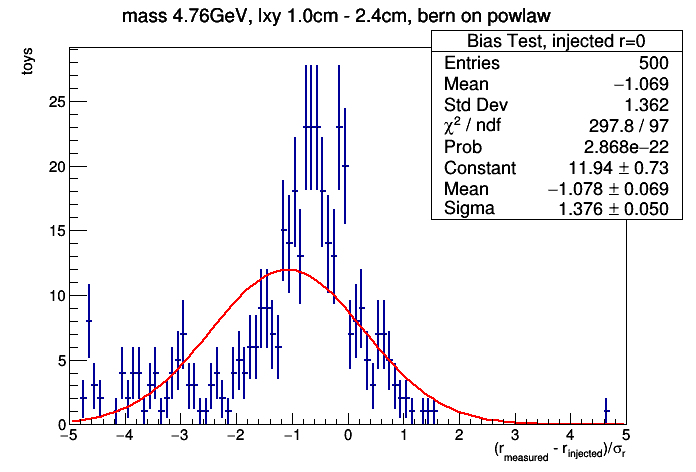 mass 4.76GeV, lxy 1.0cm - 2.4cm, bern on powlaw
Bias Test, injected r=0
Entries 500
Mean −1.069
Std Dev 1.362
χ² / ndf 297.8 / 97
Prob 2.868e−22
Constant 11.94 ± 0.73
Mean −1.078 ± 0.069
Sigma 1.376 ± 0.050
toys
25
20
15
10
5
0
−5 −4 −3 −2 −1 0 1 2 3 4 5
(r_measured - r_injected)/σ_r